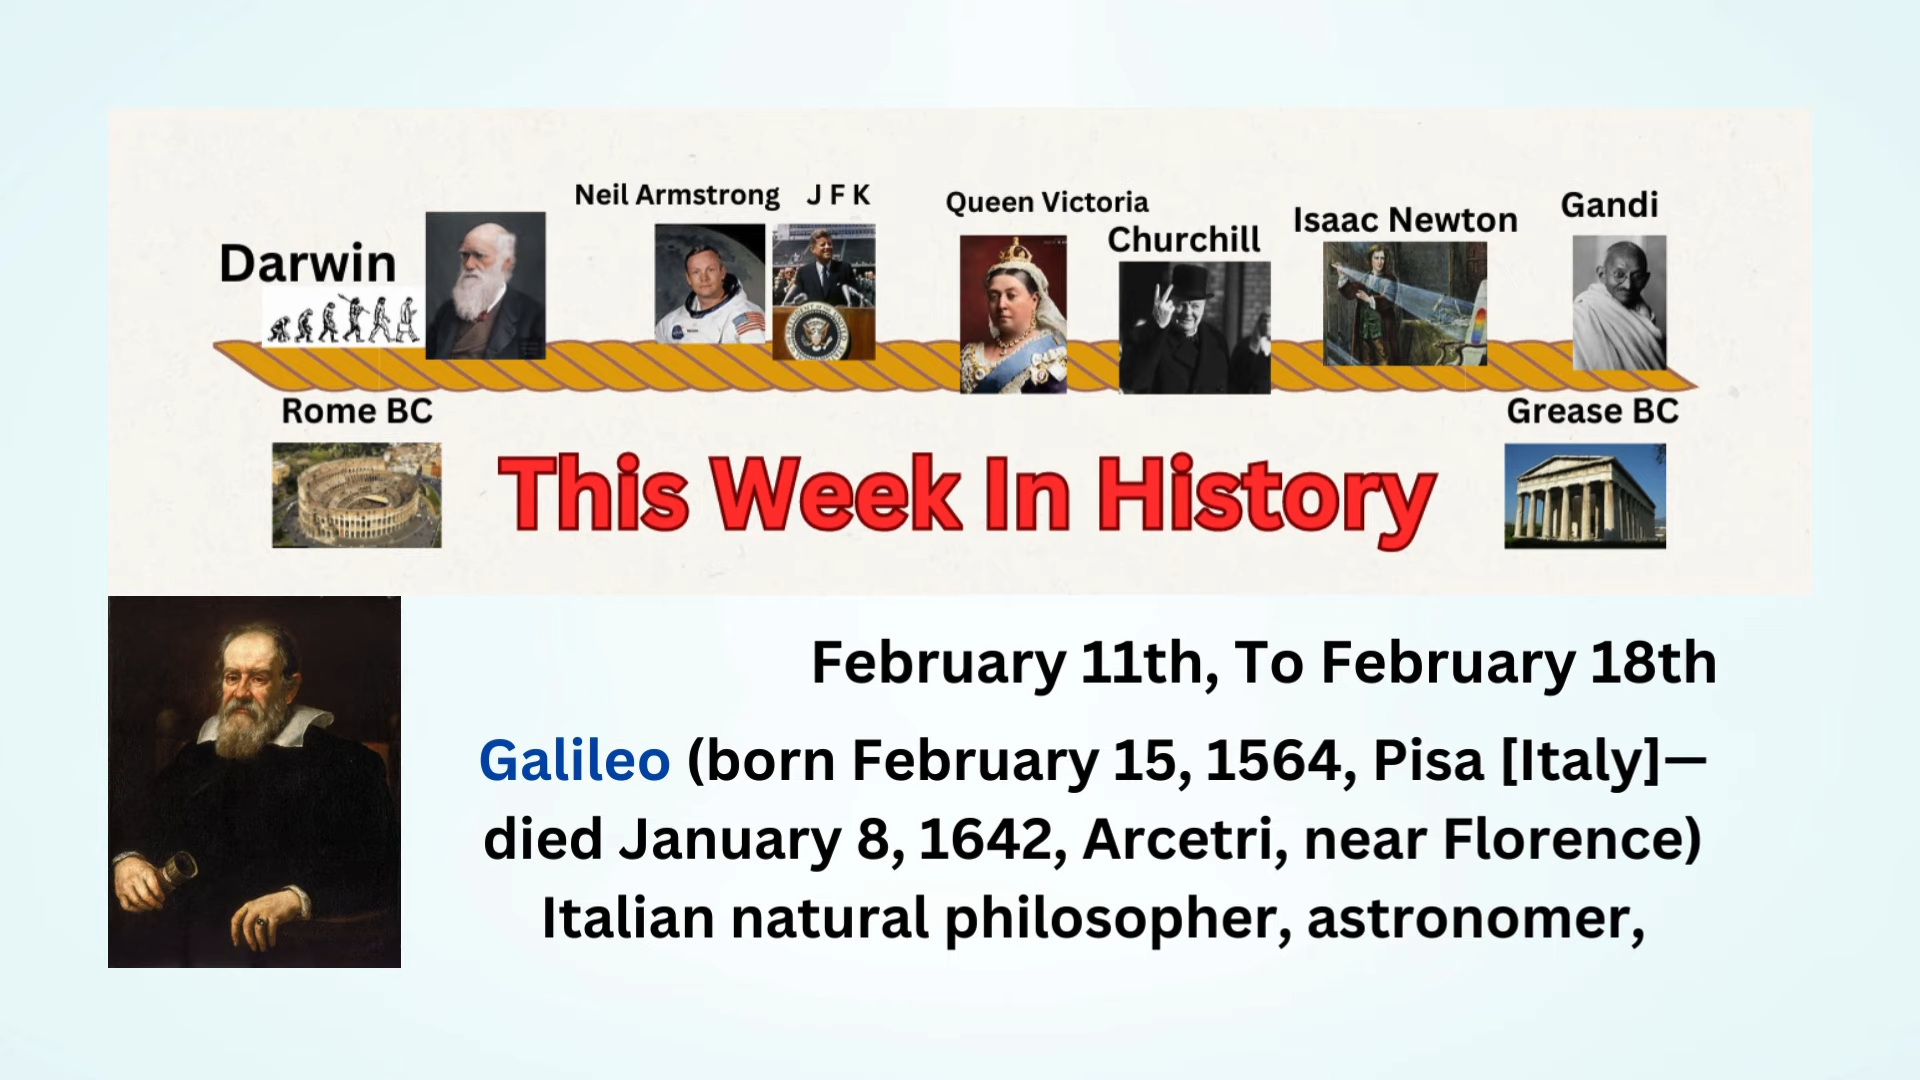 Neil Armstrong
J F K
Queen Victoria
Churchill
Isaac Newton
Gandi
Darwin
Rome BC
Grease BC
This Week In History
February 11th, To February 18th
Galileo (born February 15, 1564, Pisa [Italy]—
died January 8, 1642, Arcetri, near Florence)
Italian natural philosopher, astronomer,